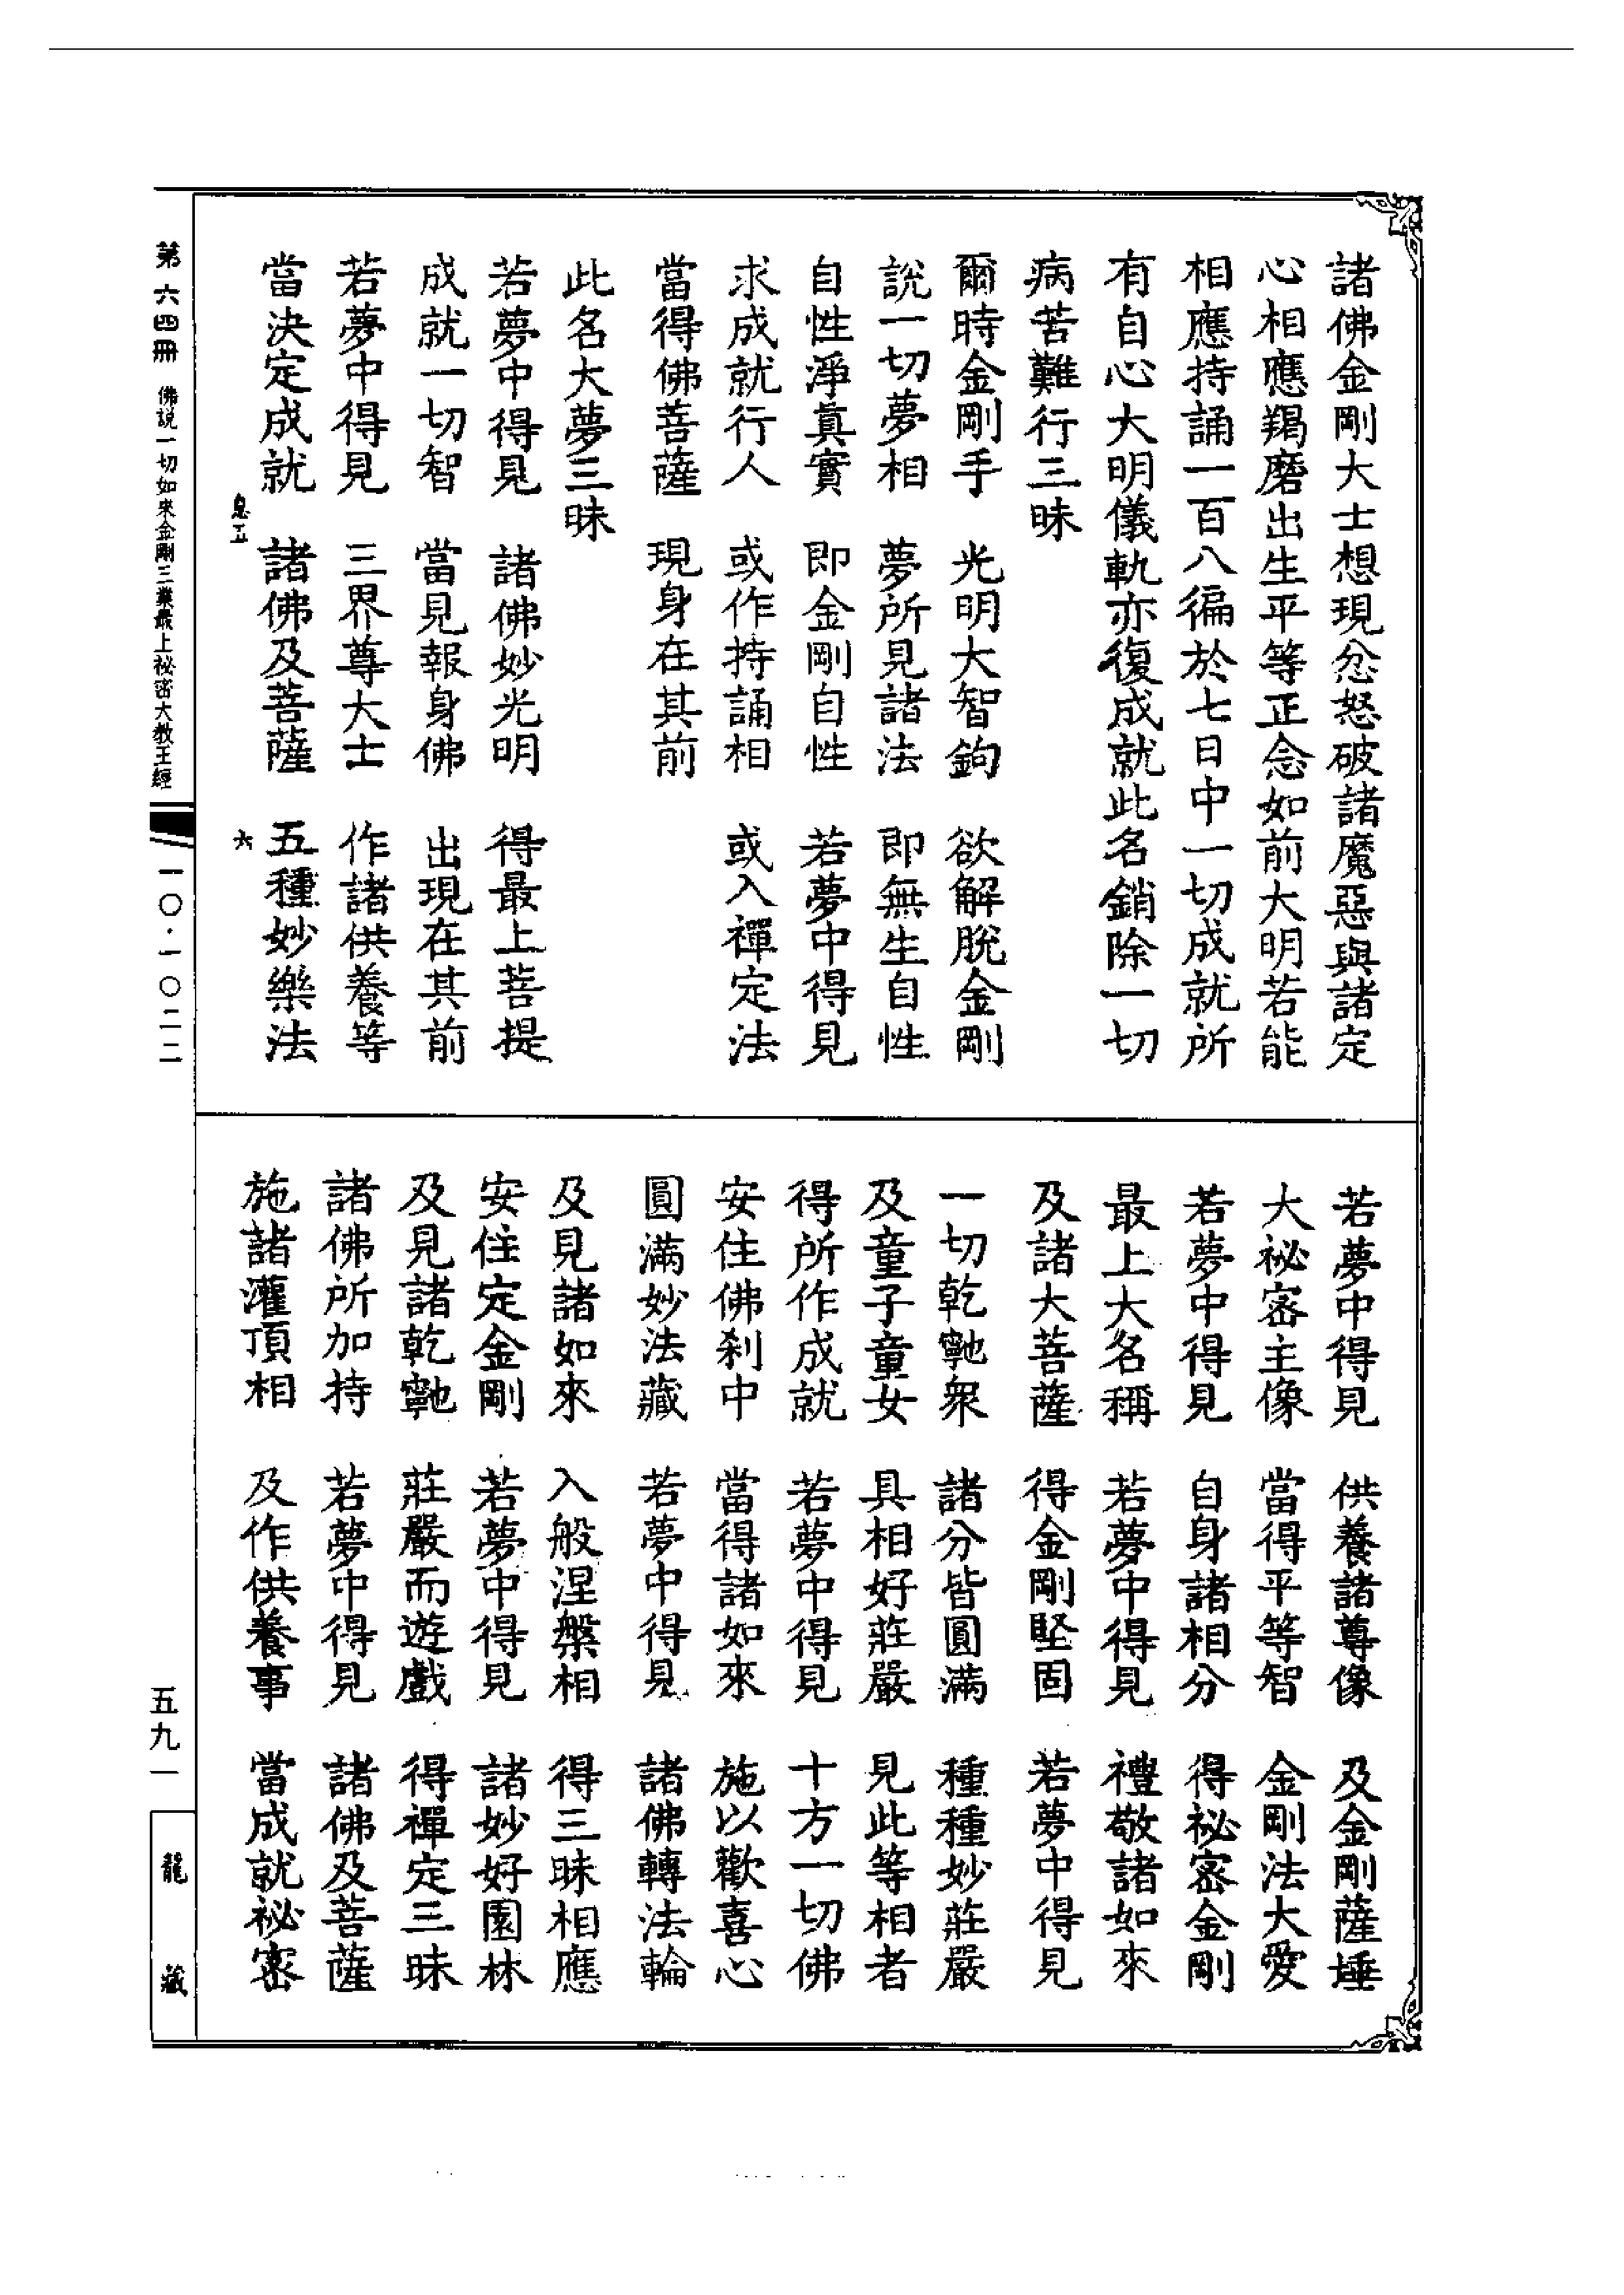 諸佛金剛大士想現忿怒破諸魔惡與諸定
心相應羯磨出生平等正念如前大明若能
相應持誦一百八徧於七日中一切成就所
有自心大明儀軌亦復成就此名銷除一切
病苦難行三昧
爾時金剛手　光明大智鉤　欲解脫金剛
說一切夢相　夢所見諸法　即無生自性
自性淨真實　即金剛自性　若夢中得見
求成就行人　或作持誦相　或入禪定法
當得佛菩薩　現身在其前
此名大夢三昧
若夢中得見　諸佛妙光明　得最上菩提
成就一切智　當見報身佛　出現在其前
若夢中得見　三界尊大士　作諸供養等
當決定成就　諸佛及菩薩　五種妙樂法
息五　六
若夢中得見　供養諸尊像　及金剛薩埵
大祕密主像　當得平等智　金剛法大愛
若夢中得見　自身諸相分　得祕密金剛
最上大名稱　若夢中得見　禮敬諸如來
及諸大菩薩　得金剛堅固　若夢中得見
一切乾㝹衆　諸分皆圓滿　種種妙莊嚴
及童子童女　具相好莊嚴　見此等相者
得所作成就　若夢中得見　十方一切佛
安住佛刹中　當得諸如來　施以歡喜心
圓滿妙法藏　若夢中得見　諸佛轉法輪
及見諸如來　入般涅槃相　得三昧相應
安住定金剛　若夢中得見　諸妙好園林
及見諸乾㝹　莊嚴而遊戲　得禪定三昧
諸佛所加持　若夢中得見　諸佛及菩薩
施諸灌頂相　及作供養事　當成就祕密
第六四冊　佛說一切如來金剛三業最上祕密大教王經　一〇·一〇二二
五九一
龍藏